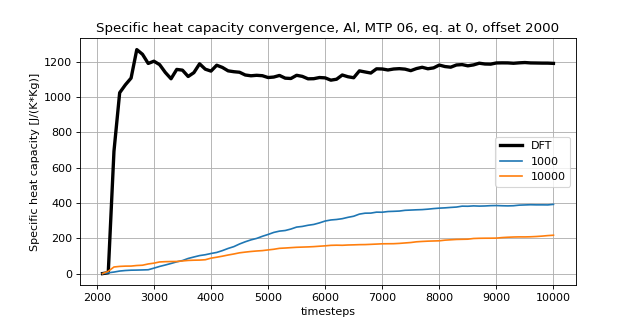 Specific heat capacity convergence, Al, MTP 06, eq. at 0, offset 2000
Specific heat capacity [J/(K*Kg)]
1200
1000
800
600
400
200
0
DFT
1000
10000
2000 3000 4000 5000 6000 7000 8000 9000 10000
timesteps